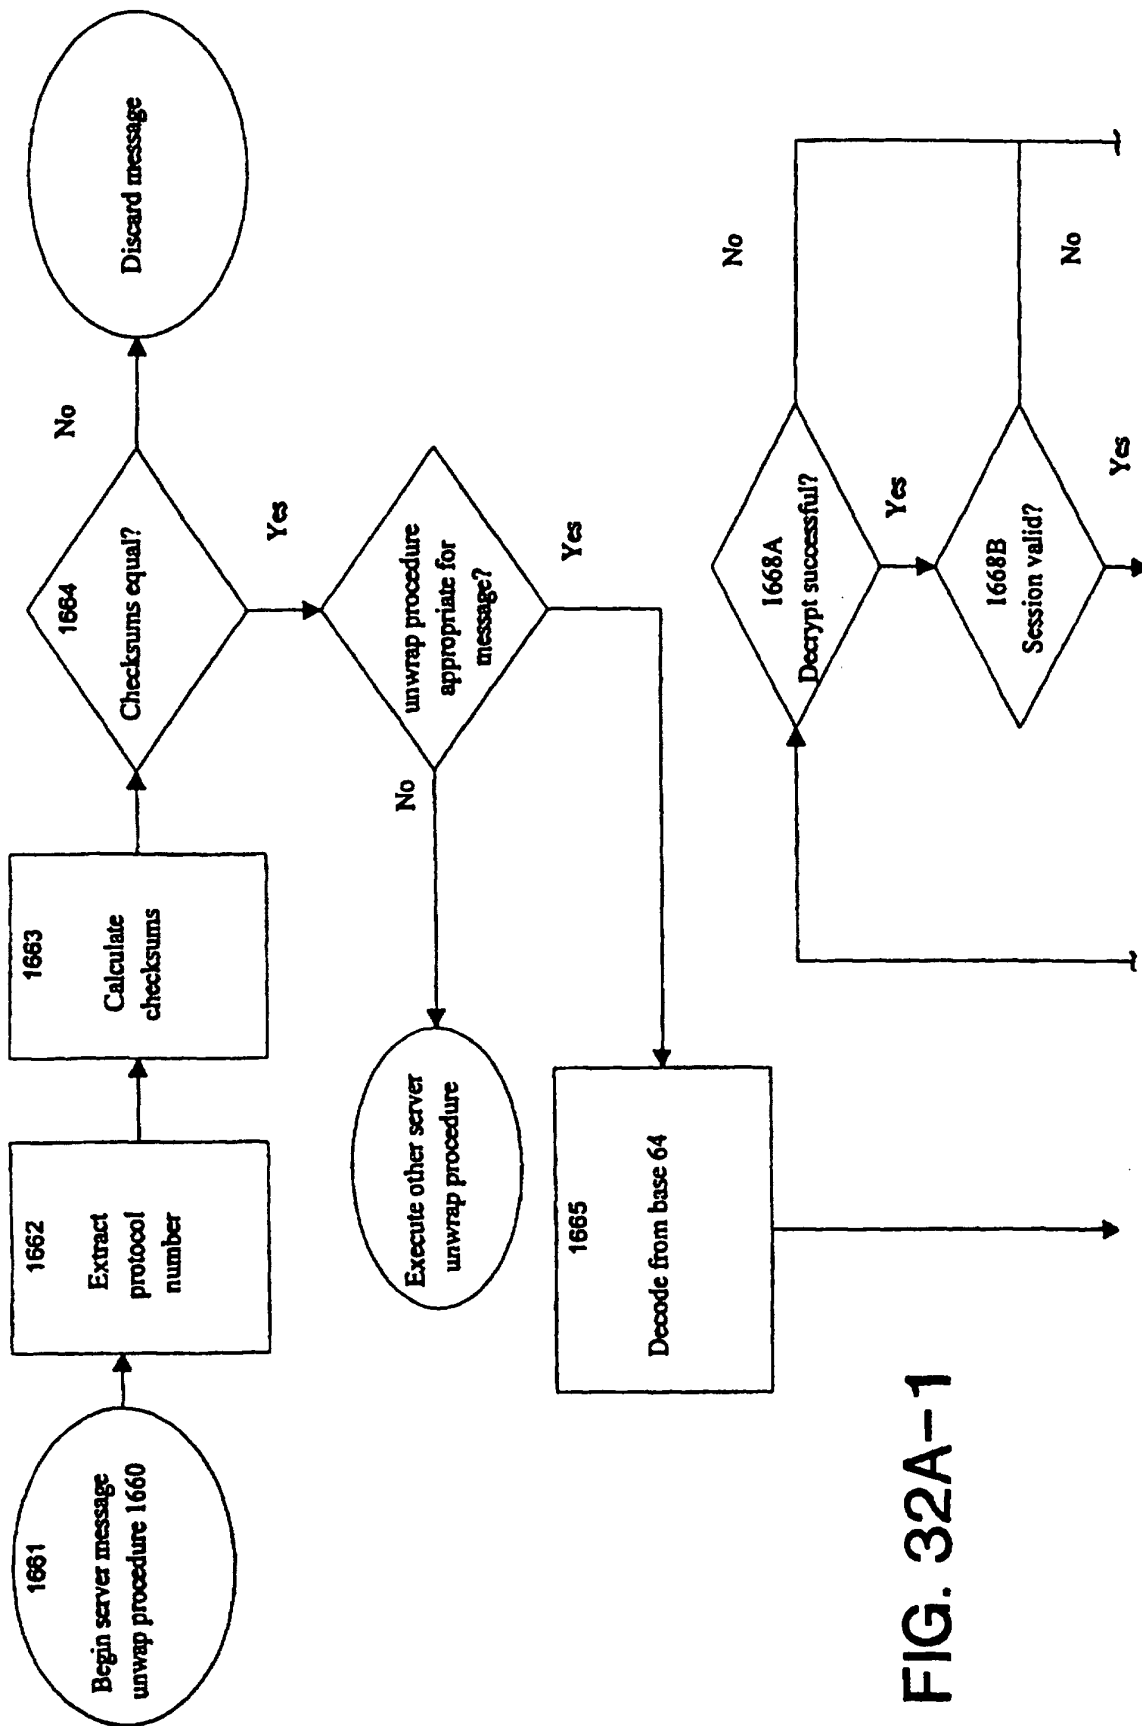 1661
Begin server message
unwap procedure 1660
1662
Extract
protocol
number
1663
Calculate
checksums
1664
Checksums equal?
No
Discard message
Yes
unwrap procedure
appropriate for
message?
No
Execute other server
unwrap procedure
Yes
1665
Decode from base 64
1668A
Decrypt successful?
No
Yes
1668B
Session valid?
No
Yes
FIG. 32A-1